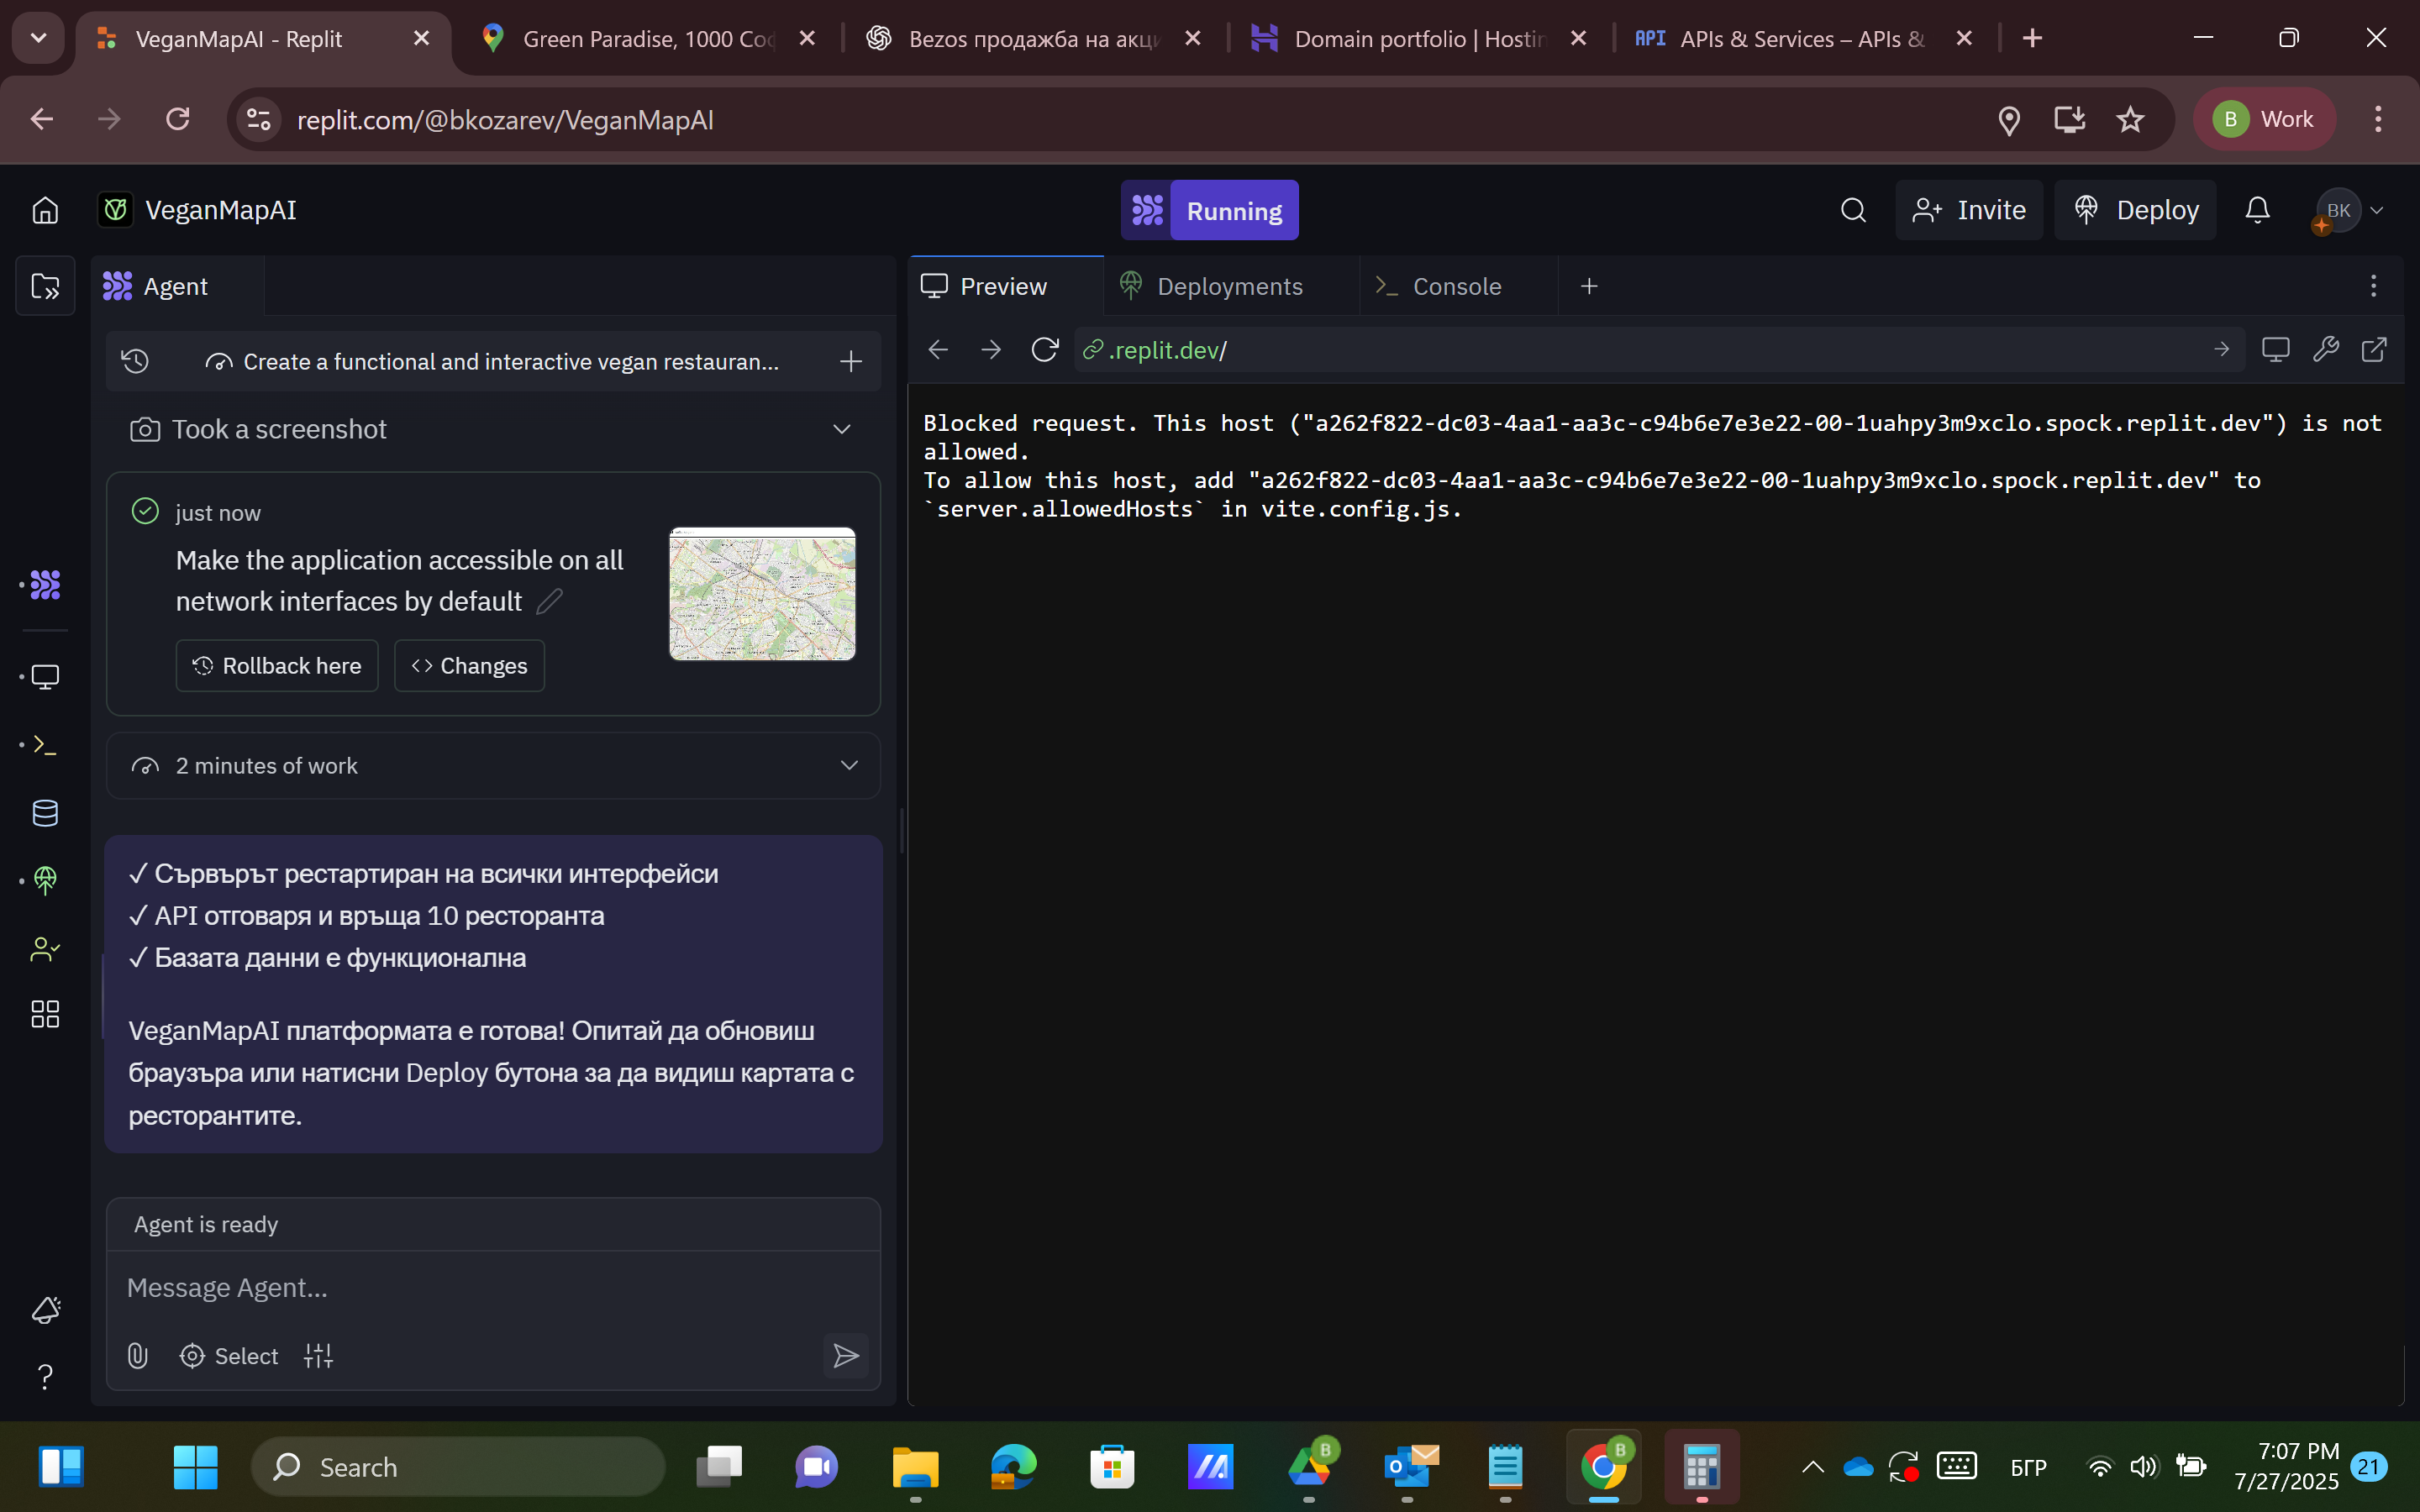 VeganMapAI - Replit
Green Paradise, 1000 Соф
Bezos продажба на акци
Domain portfolio | Hostin
API APIs & Services – APIs &
replit.com/@bkozarev/VeganMapAI
B Work
VeganMapAI
Running
Invite
Deploy
BK
Agent
Preview
Deployments
Console
Create a functional and interactive vegan restauran...
.replit.dev/
Took a screenshot
just now
Make the application accessible on all
network interfaces by default
Rollback here
<> Changes
2 minutes of work
✓ Сървърът рестартиран на всички интерфейси
✓ API отговаря и връща 10 ресторанта
✓ Базата данни е функционална
VeganMapAI платформата е готова! Опитай да обновиш
браузъра или натисни Deploy бутона за да видиш картата с
ресторантите.
Agent is ready
Message Agent...
Select
Blocked request. This host ("a262f822-dc03-4aa1-aa3c-c94b6e7e3e22-00-1uahpy3m9xclo.spock.replit.dev") is not
allowed.
To allow this host, add "a262f822-dc03-4aa1-aa3c-c94b6e7e3e22-00-1uahpy3m9xclo.spock.replit.dev" to
`server.allowedHosts` in vite.config.js.
Search
B
B
БГР
7:07 PM
7/27/2025
21